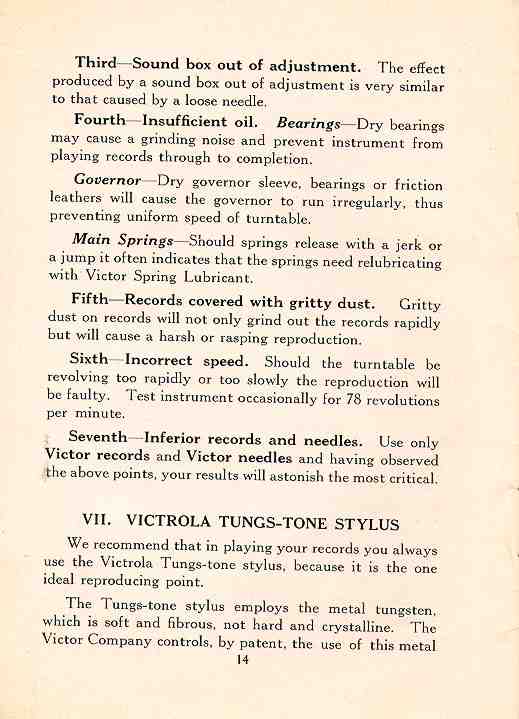 Third—Sound box out of adjustment. The effect
produced by a sound box out of adjustment is very similar
to that caused by a loose needle.
Fourth—Insufficient oil. Bearings—Dry bearings
may cause a grinding noise and prevent instrument from
playing records through to completion.
Governor—Dry governor sleeve, bearings or friction
leathers will cause the governor to run irregularly, thus
preventing uniform speed of turntable.
Main Springs—Should springs release with a jerk or
a jump it often indicates that the springs need relubricating
with Victor Spring Lubricant.
Fifth—Records covered with gritty dust. Gritty
dust on records will not only grind out the records rapidly
but will cause a harsh or rasping reproduction.
Sixth—Incorrect speed. Should the turntable be
revolving too rapidly or too slowly the reproduction will
be faulty. Test instrument occasionally for 78 revolutions
per minute.
Seventh—Inferior records and needles. Use only
Victor records and Victor needles and having observed
the above points, your results will astonish the most critical.
VII. VICTROLA TUNGS-TONE STYLUS
We recommend that in playing your records you always
use the Victrola Tungs-tone stylus, because it is the one
ideal reproducing point.
The Tungs-tone stylus employs the metal tungsten,
which is soft and fibrous, not hard and crystalline. The
Victor Company controls, by patent, the use of this metal
14